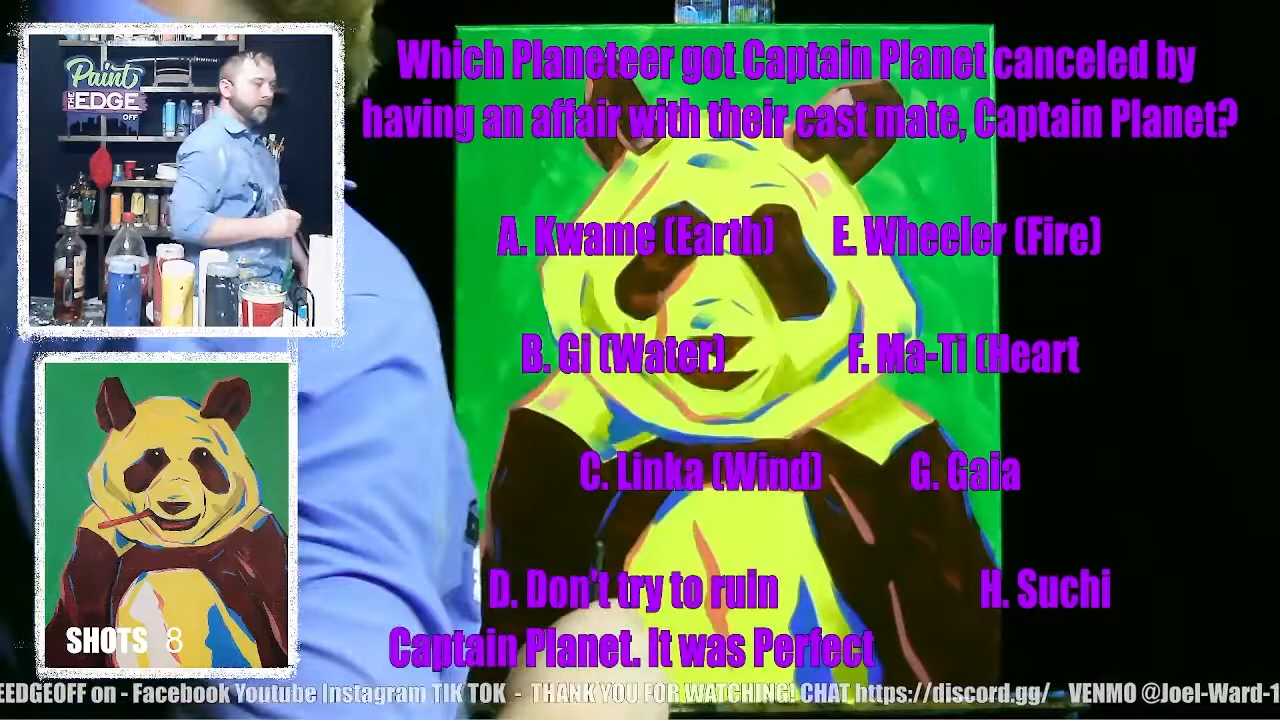 Paint
THE EDGE
OFF
Which Planeteer got Captain Planet canceled by
having an affair with their cast mate, Captain Planet?
A. Kwame (Earth)
E. Wheeler (Fire)
B. Gi (Water)
F. Ma-Ti (Heart
C. Linka (Wind)
G. Gaia
D. Don't try to ruin
Captain Planet. It was Perfect
H. Suchi
SHOTS 8
EEDGEOFF on - Facebook Youtube Instagram TIK TOK - THANK YOU FOR WATCHING! CHAT https://discord.gg/ VENMO @Joel-Ward-1